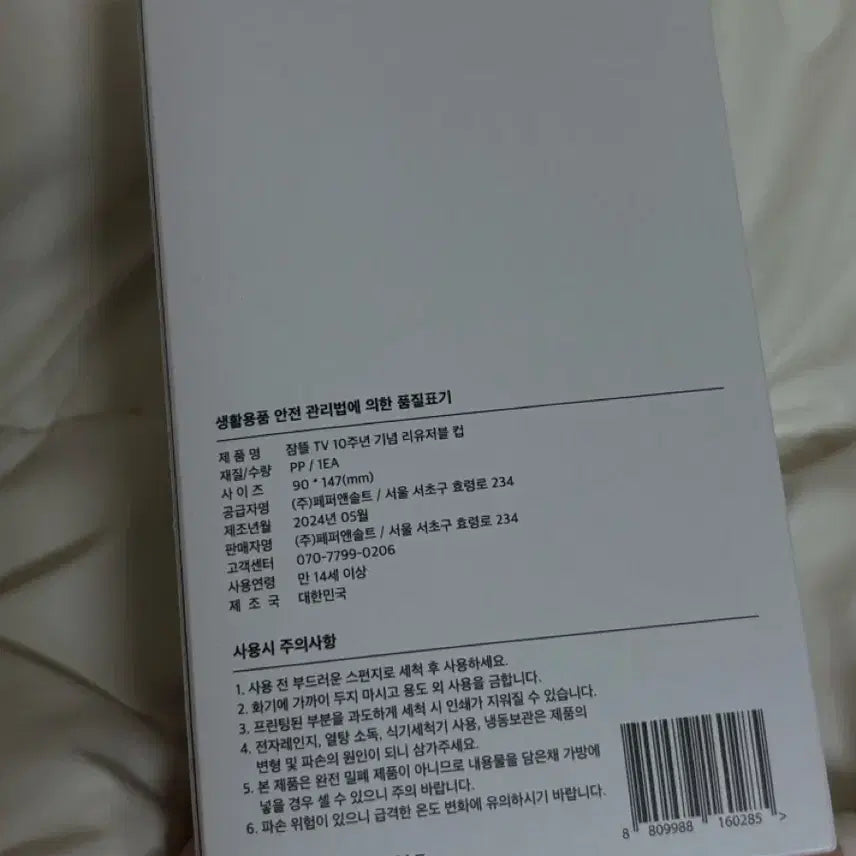 생활용품 안전 관리법에 의한 품질표기
제 품 명 잠뜰 TV 10주년 기념 리유저블 컵
재질/수량 PP / 1EA
사 이 즈 90 * 147(mm)
공급자명 (주)페퍼앤솔트 / 서울 서초구 효령로 234
제조년월 2024년 05월
판매자명 (주)페퍼앤솔트 / 서울 서초구 효령로 234
고객센터 070-7799-0206
사용연령 만 14세 이상
제 조 국 대한민국
사용시 주의사항
1. 사용 전 부드러운 스펀지로 세척 후 사용하세요.
2. 화기에 가까이 두지 마시고 용도 외 사용을 금합니다.
3. 프린팅된 부분을 과도하게 세척 시 인쇄가 지워질 수 있습니다.
4. 전자레인지, 열탕 소독, 식기세척기 사용, 냉동보관은 제품의
변형 및 파손의 원인이 되니 삼가주세요.
5. 본 제품은 완전 밀폐 제품이 아니므로 내용물을 담은채 가방에
넣을 경우 셀 수 있으니 주의 바랍니다.
6. 파손 위험이 있으니 급격한 온도 변화에 유의하시기 바랍니다.
8 809988 160285 >